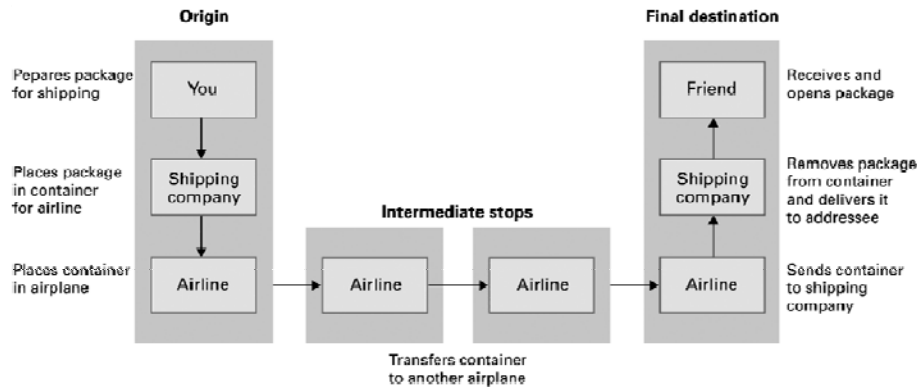 Origin
Final destination
Pepares package
for shipping
You
Friend
Receives and
opens package
Places package
in container
for airline
Shipping
company
Shipping
company
Removes package
from container
and delivers it
to addressee
Intermediate stops
Places container
in airplane
Airline
Airline
Airline
Airline
Sends container
to shipping
company
Transfers container
to another airplane